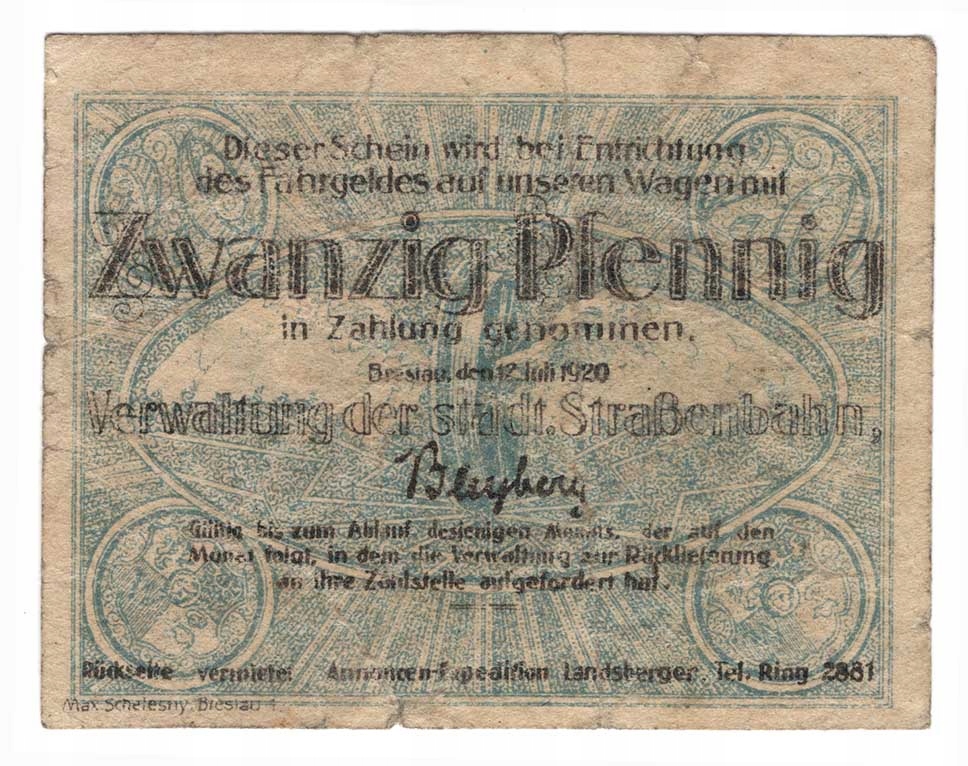 Dieser Schein wird bei Entrichtung
des Fahrgeldes auf unseren Wagen mit
Zwanzig Pfennig
in Zahlung genommen.
Breslau, den 12. Juli 1920
Verwaltung der städt. Straßenbahn,
Bleyberg
Gültig bis zum Ablauf desjenigen Monats, der auf den
Monat folgt, in dem die Verwaltung zur Rücklieferung
an ihre Zahlstelle aufgefordert hat.
Rückseite vermietet Annoncen-Expedition Landsberger. Tel. Ring 2881
Max Schelesny, Breslau 1.